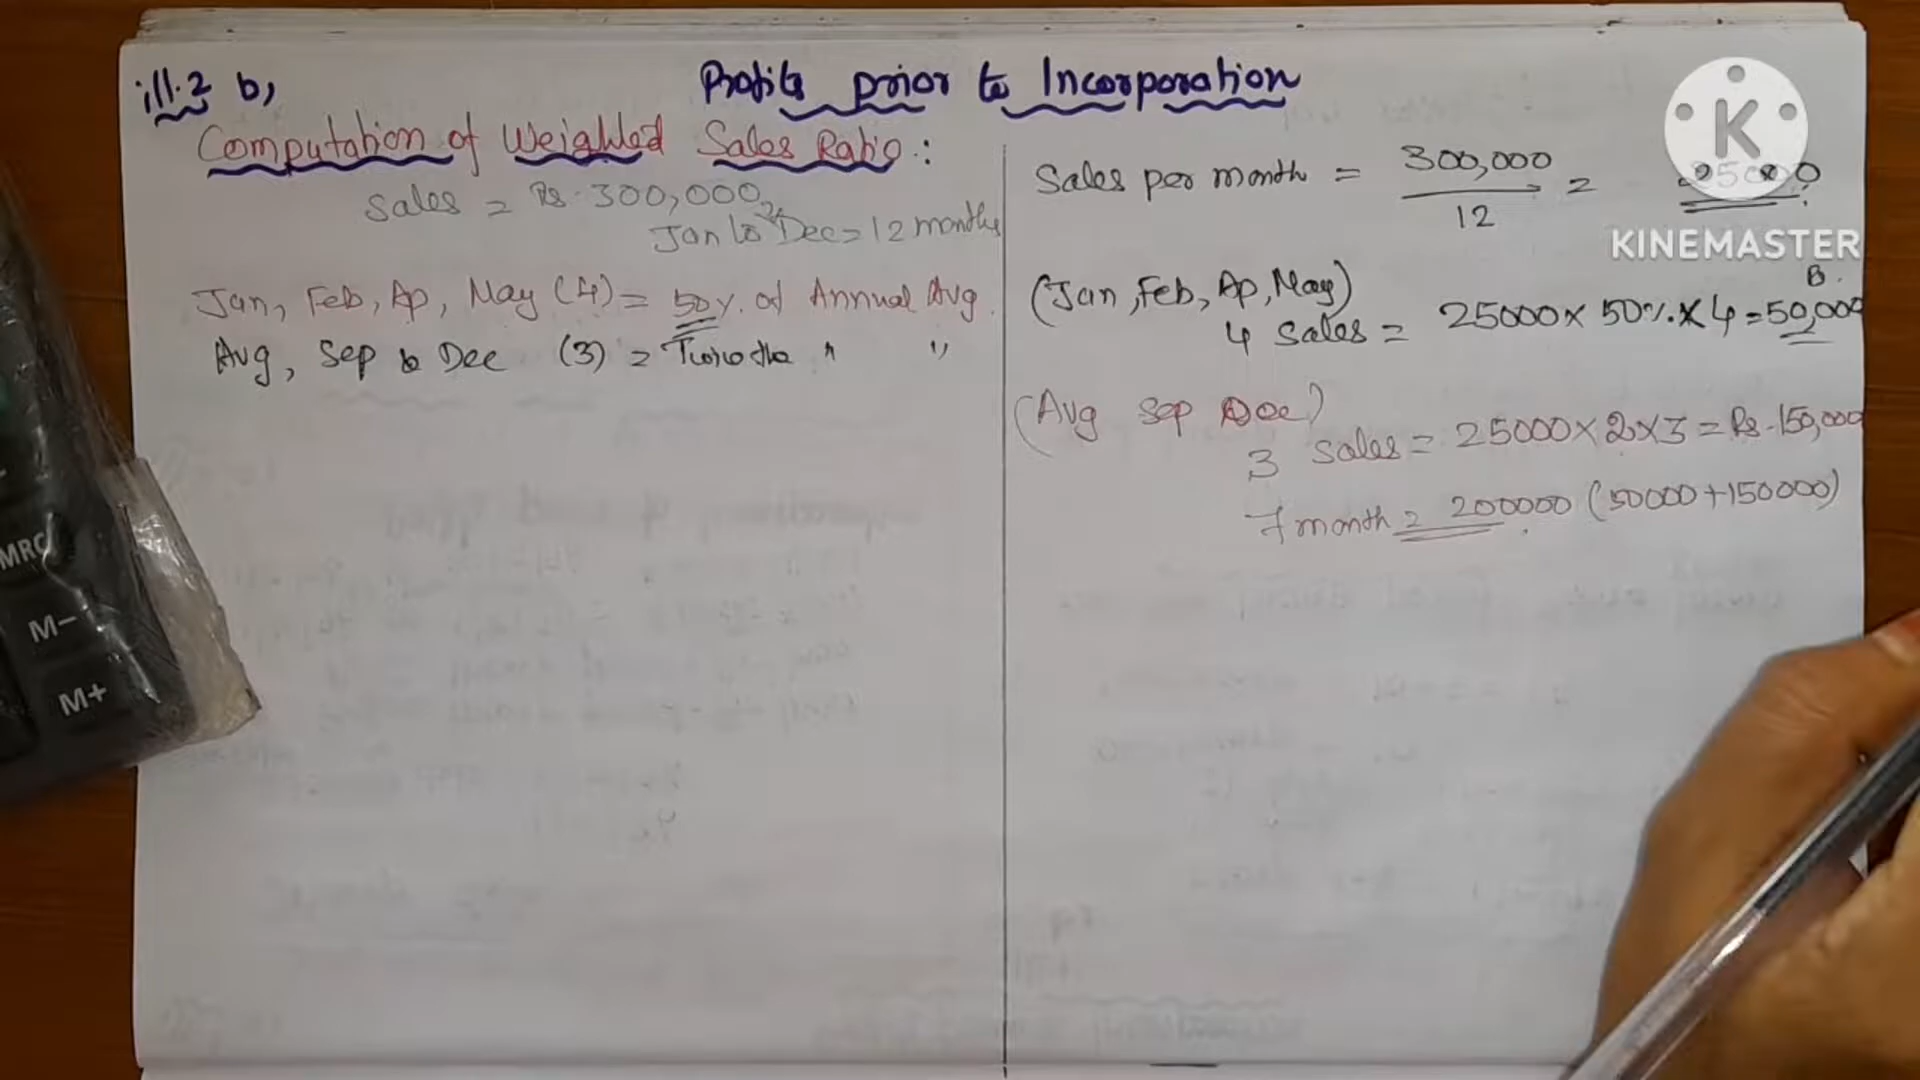 ill.2 b,
Profits prior to Incorporation
Computation of Weighted Sales Ratio :
Sales = Rs. 300,000
Jan to Dec = 12 months
Jan, Feb, Ap, May (4) = 50% of Annual Avg.
Aug, Sep & Dec (3) = Twice the " "
Sales per month = 300,000 / 12 = 25000
(Jan, Feb, Ap, May)
4 Sales = 25000 × 50% × 4 = 50,000
(Aug Sep Dec)
3 Sales = 25000 × 2 × 3 = Rs. 150,000
7 month = 200000 (50000 + 150000)
K
KINEMASTER
MRC
M-
M+